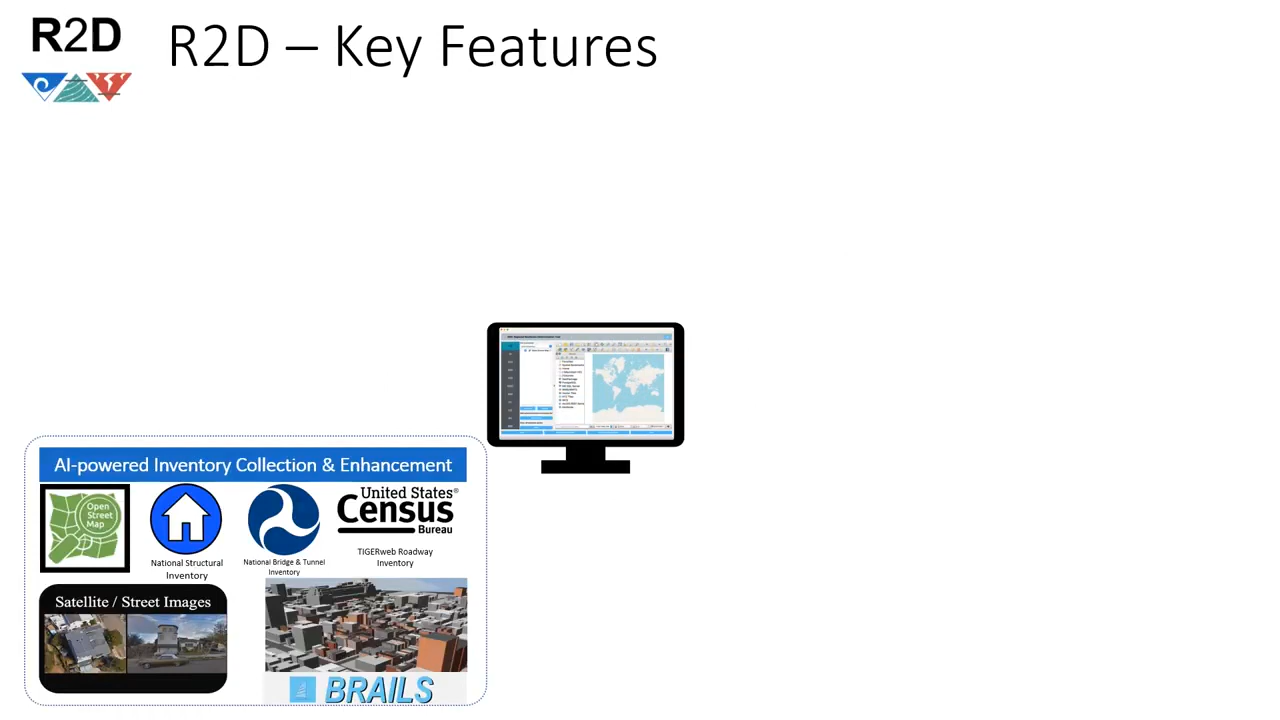 R2D
R2D – Key Features
AI-powered Inventory Collection & Enhancement
Open
Street
Map
National Structural
Inventory
National Bridge & Tunnel
Inventory
United States®
Census
Bureau
TIGERweb Roadway
Inventory
Satellite / Street Images
BRAILS